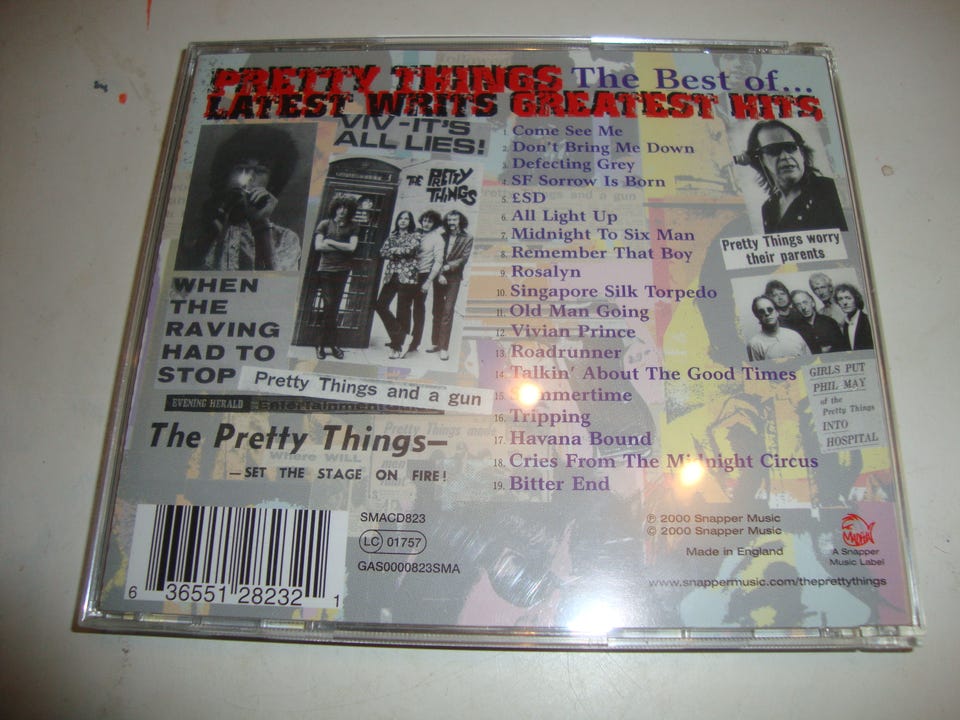 PRETTY THINGS The Best of...
LATEST WRITS GREATEST HITS
VIV-IT'S
ALL LIES!
THE PRETTY
THINGS
WHEN
THE
RAVING
HAD TO
STOP
Pretty Things and a gun
EVENING HERALD Entertainment
The Pretty Things—
—SET THE STAGE ON FIRE!
1. Come See Me
2. Don't Bring Me Down
3. Defecting Grey
4. SF Sorrow Is Born
5. £SD
6. All Light Up
7. Midnight To Six Man
8. Remember That Boy
9. Rosalyn
10. Singapore Silk Torpedo
11. Old Man Going
12. Vivian Prince
13. Roadrunner
14. Talkin' About The Good Times
15. Summertime
16. Tripping
17. Havana Bound
18. Cries From The Midnight Circus
19. Bitter End
Pretty Things worry
their parents
GIRLS PUT
PHIL MAY
of the
Pretty Things
INTO
HOSPITAL
6 36551 28232 1
SMACD823
LC 01757
GAS0000823SMA
℗ 2000 Snapper Music
© 2000 Snapper Music
Made in England
MADFISH
A Snapper
Music Label
www.snappermusic.com/theprettythings